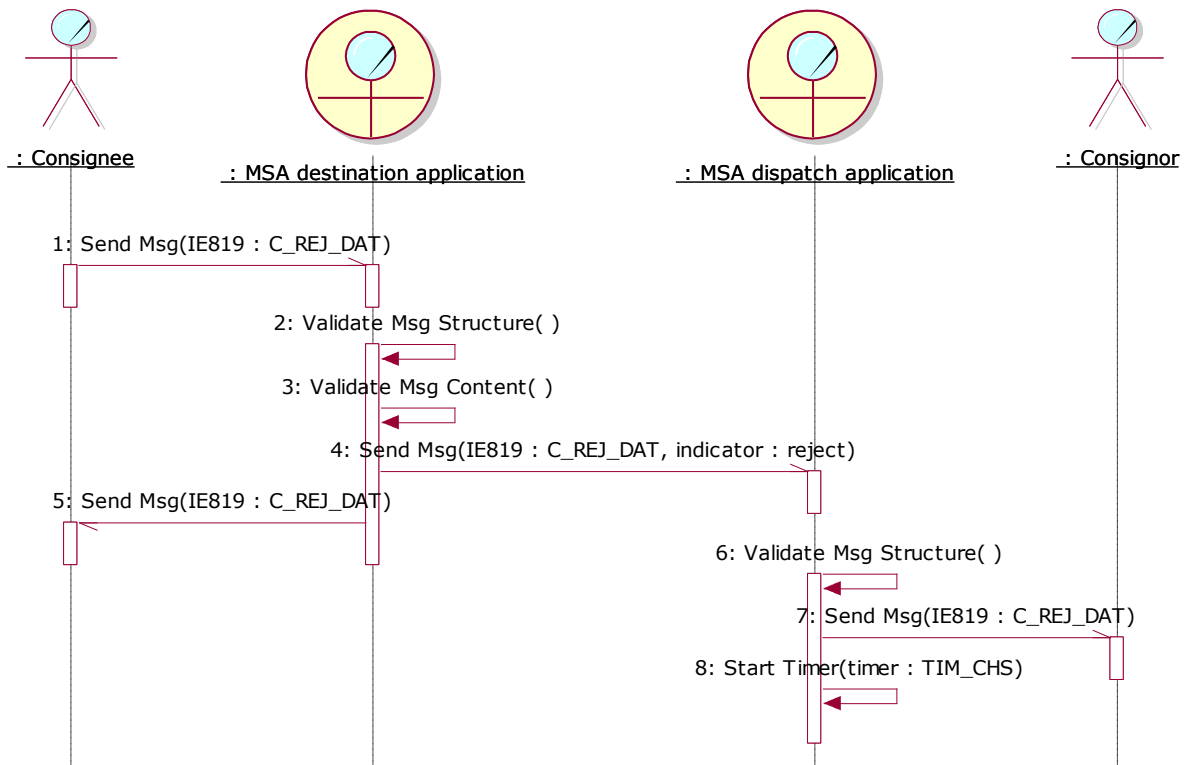 : Consignee
: MSA destination application
: MSA dispatch application
: Consignor
1: Send Msg(IE819 : C_REJ_DAT)
2: Validate Msg Structure( )
3: Validate Msg Content( )
4: Send Msg(IE819 : C_REJ_DAT, indicator : reject)
5: Send Msg(IE819 : C_REJ_DAT)
6: Validate Msg Structure( )
7: Send Msg(IE819 : C_REJ_DAT)
8: Start Timer(timer : TIM_CHS)